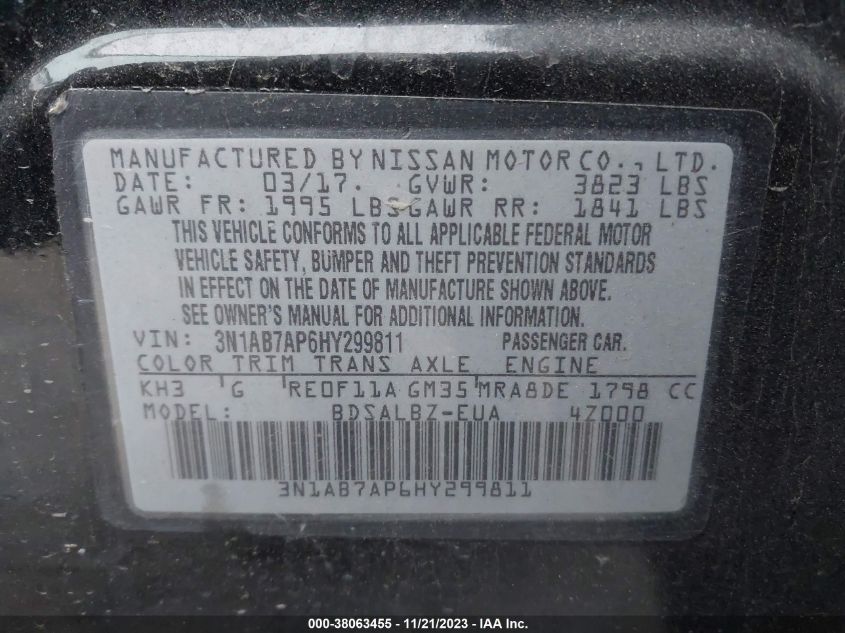 MANUFACTURED BY NISSAN MOTOR CO., LTD.
DATE: 03/17. GVWR: 3823 LBS
GAWR FR: 1995 LBS GAWR RR: 1841 LBS
THIS VEHICLE CONFORMS TO ALL APPLICABLE FEDERAL MOTOR
VEHICLE SAFETY, BUMPER AND THEFT PREVENTION STANDARDS
IN EFFECT ON THE DATE OF MANUFACTURE SHOWN ABOVE.
SEE OWNER'S MANUAL FOR ADDITIONAL INFORMATION.
VIN: 3N1AB7AP6HY299811 PASSENGER CAR.
COLOR TRIM TRANS AXLE ENGINE
KH3 'G 'RE0F11A GM35'MRA8DE 1798 CC
MODEL: BDSALBZ-EUA 4Z000
3N1AB7AP6HY299811
000-38063455 - 11/21/2023 - IAA Inc.